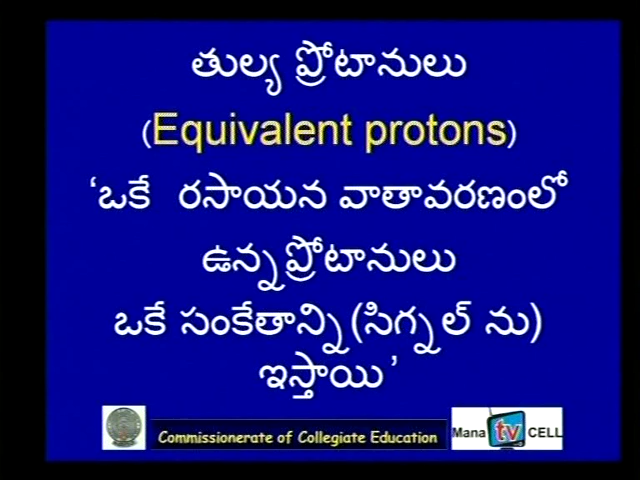 తుల్య ప్రోటానులు
(Equivalent protons)
‘ఒకే రసాయన వాతావరణంలో
ఉన్న ప్రోటానులు
ఒకే సంకేతాన్ని (సిగ్నల్ ను)
ఇస్తాయి’
Commissionerate of Collegiate Education
Mana tv CELL